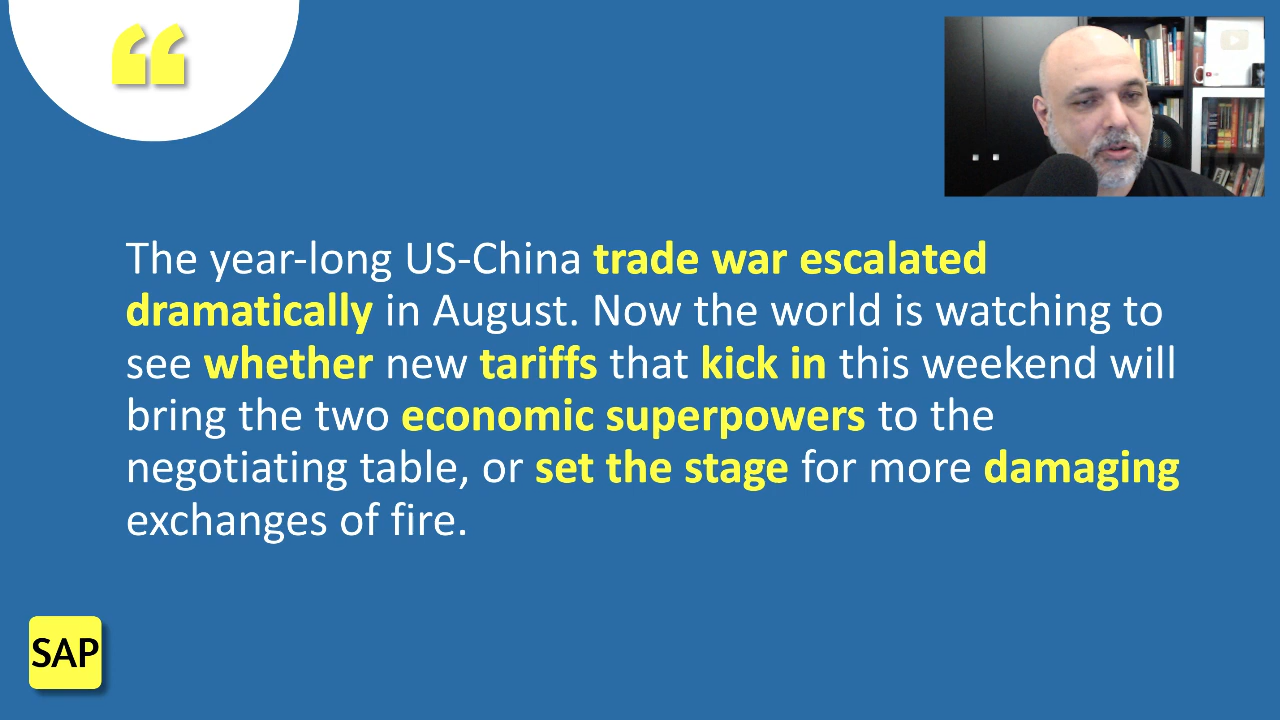 The year-long US-China trade war escalated
dramatically in August. Now the world is watching to
see whether new tariffs that kick in this weekend will
bring the two economic superpowers to the
negotiating table, or set the stage for more damaging
exchanges of fire.
SAP